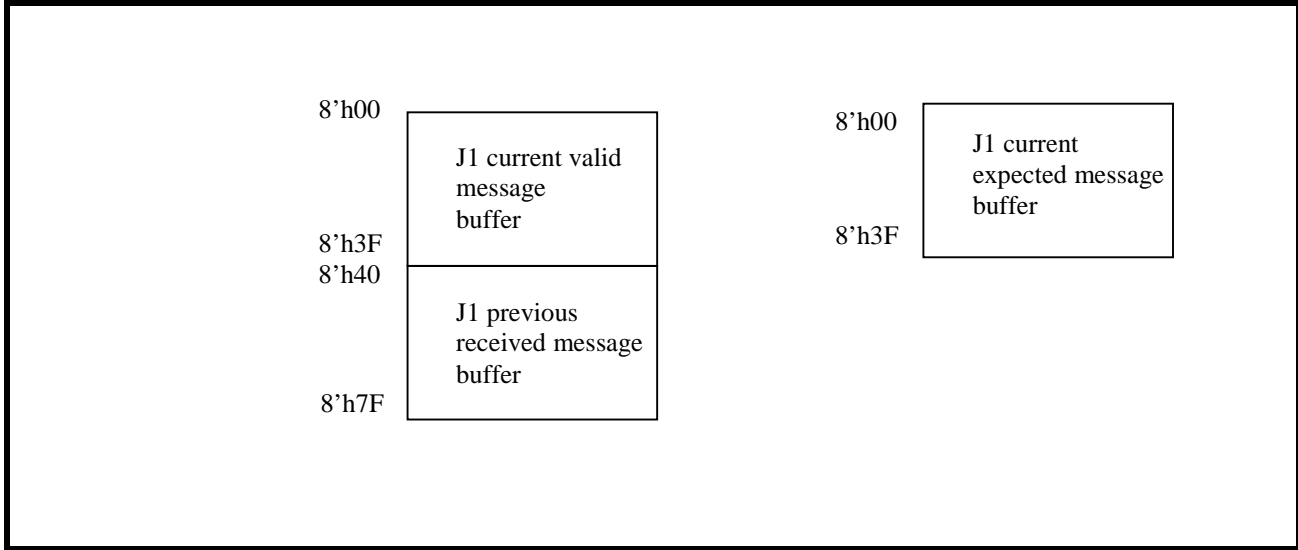 8’h00
J1 current valid
message
buffer
8’h3F
8’h40
J1 previous
received message
buffer
8’h7F
8’h00
J1 current
expected message
buffer
8’h3F